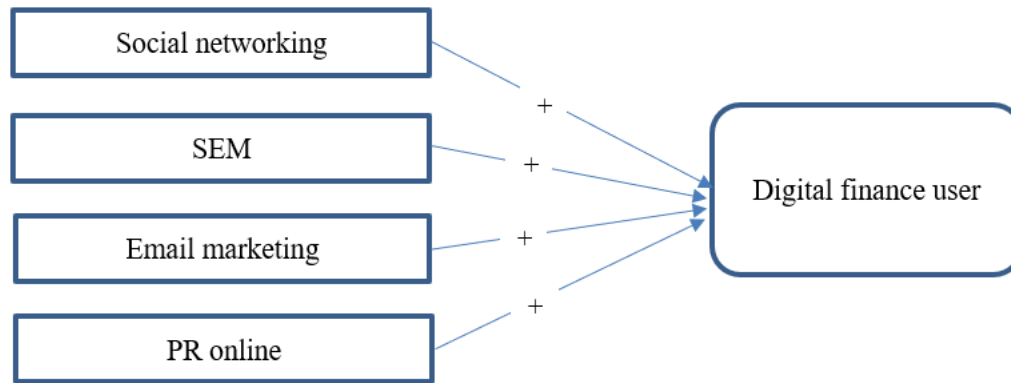 Social networking
+
SEM
+
Digital finance user
Email marketing
+
+
PR online